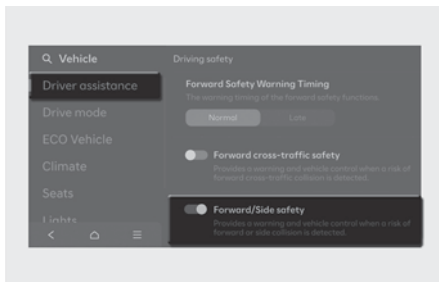 Vehicle
Driving safety
Driver assistance
Forward Safety Warning Timing
The warning timing of the forward safety functions.
Drive mode
Normal
Late
ECO Vehicle
Forward cross-traffic safety
Climate
Provides a warning and vehicle control when a risk of
forward cross-traffic collision is detected.
Seats
Forward/Side safety
Lights
Provides a warning and vehicle control when a risk of
forward or side collision is detected.